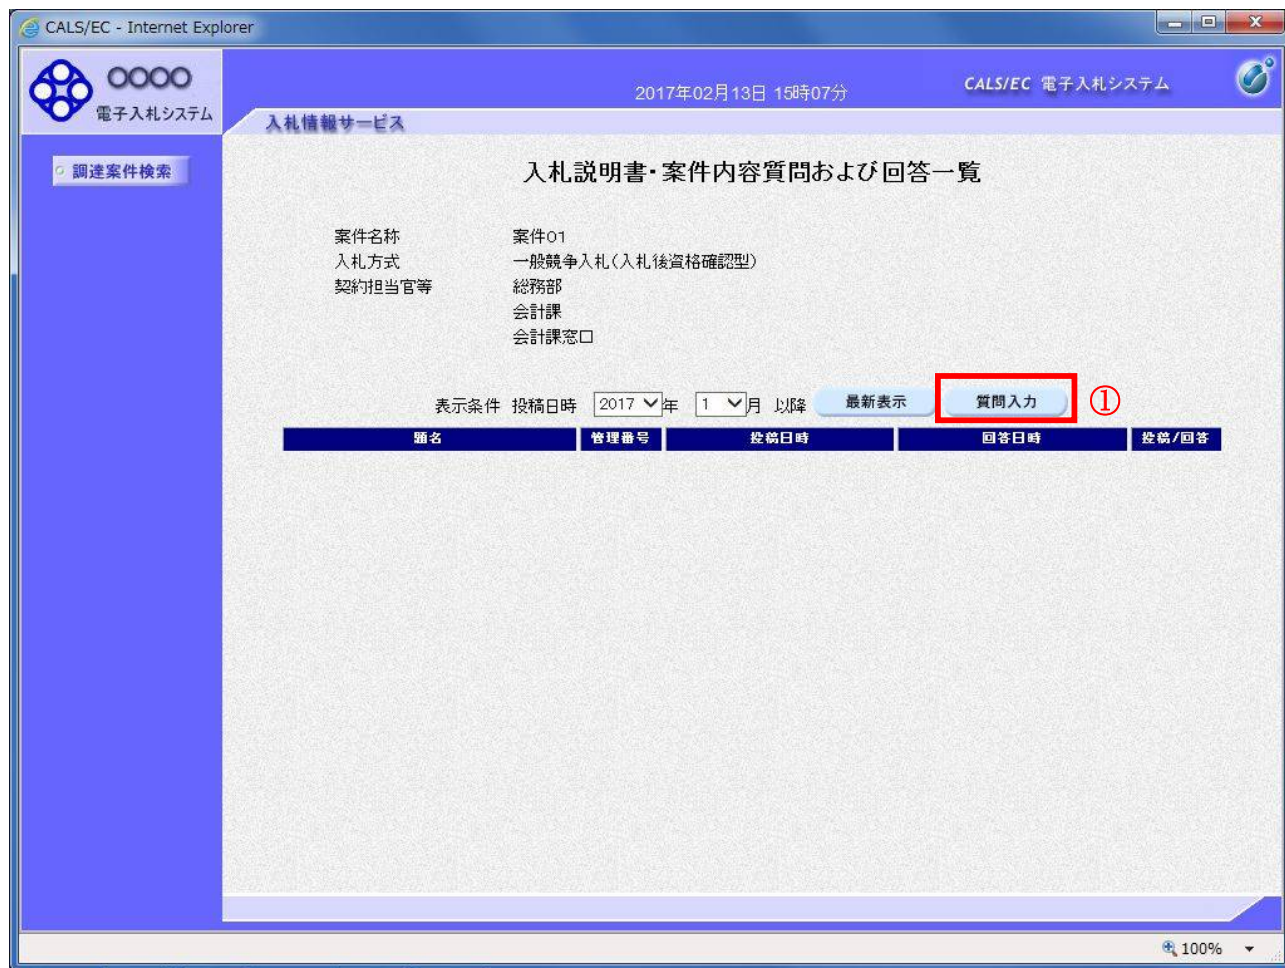 CALS/EC - Internet Explorer
〇〇〇〇
電子入札システム
2017年02月13日 15時07分
CALS/EC 電子入札システム
入札情報サービス
調達案件検索
入札説明書・案件内容質問および回答一覧
案件名称 案件01
入札方式 一般競争入札(入札後資格確認型)
契約担当官等 総務部
会計課
会計課窓口
表示条件 投稿日時 2017 年 1 月 以降 最新表示 質問入力 ①
題名 管理番号 投稿日時 回答日時 投稿/回答
100%